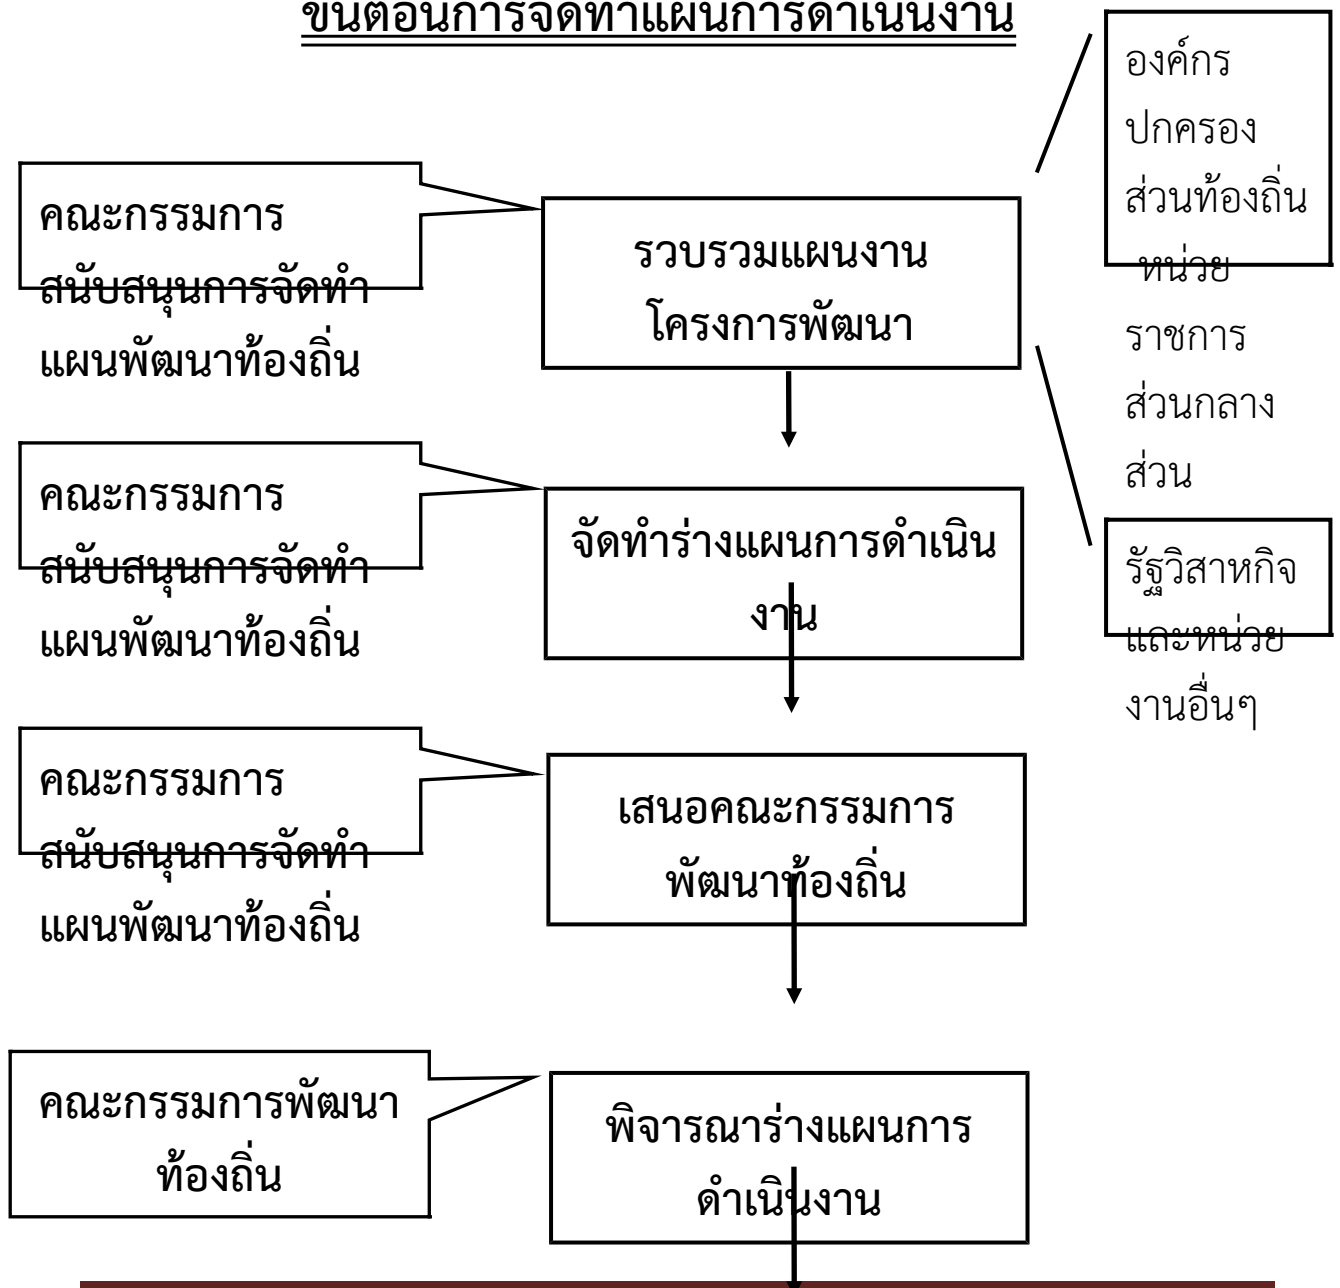 ขั้นตอนการจัดทำแผนการดำเนินงาน
องค์กร
ปกครอง
ส่วนท้องถิ่น
หน่วย
ราชการ
ส่วนกลาง
ส่วน
คณะกรรมการ
สนับสนุนการจัดทำ
แผนพัฒนาท้องถิ่น
รวบรวมแผนงาน
โครงการพัฒนา
คณะกรรมการ
สนับสนุนการจัดทำ
แผนพัฒนาท้องถิ่น
จัดทำร่างแผนการดำเนิน
งาน
รัฐวิสาหกิจ
และหน่วย
งานอื่นๆ
คณะกรรมการ
สนับสนุนการจัดทำ
แผนพัฒนาท้องถิ่น
เสนอคณะกรรมการ
พัฒนาท้องถิ่น
คณะกรรมการพัฒนา
ท้องถิ่น
พิจารณาร่างแผนการ
ดำเนินงาน